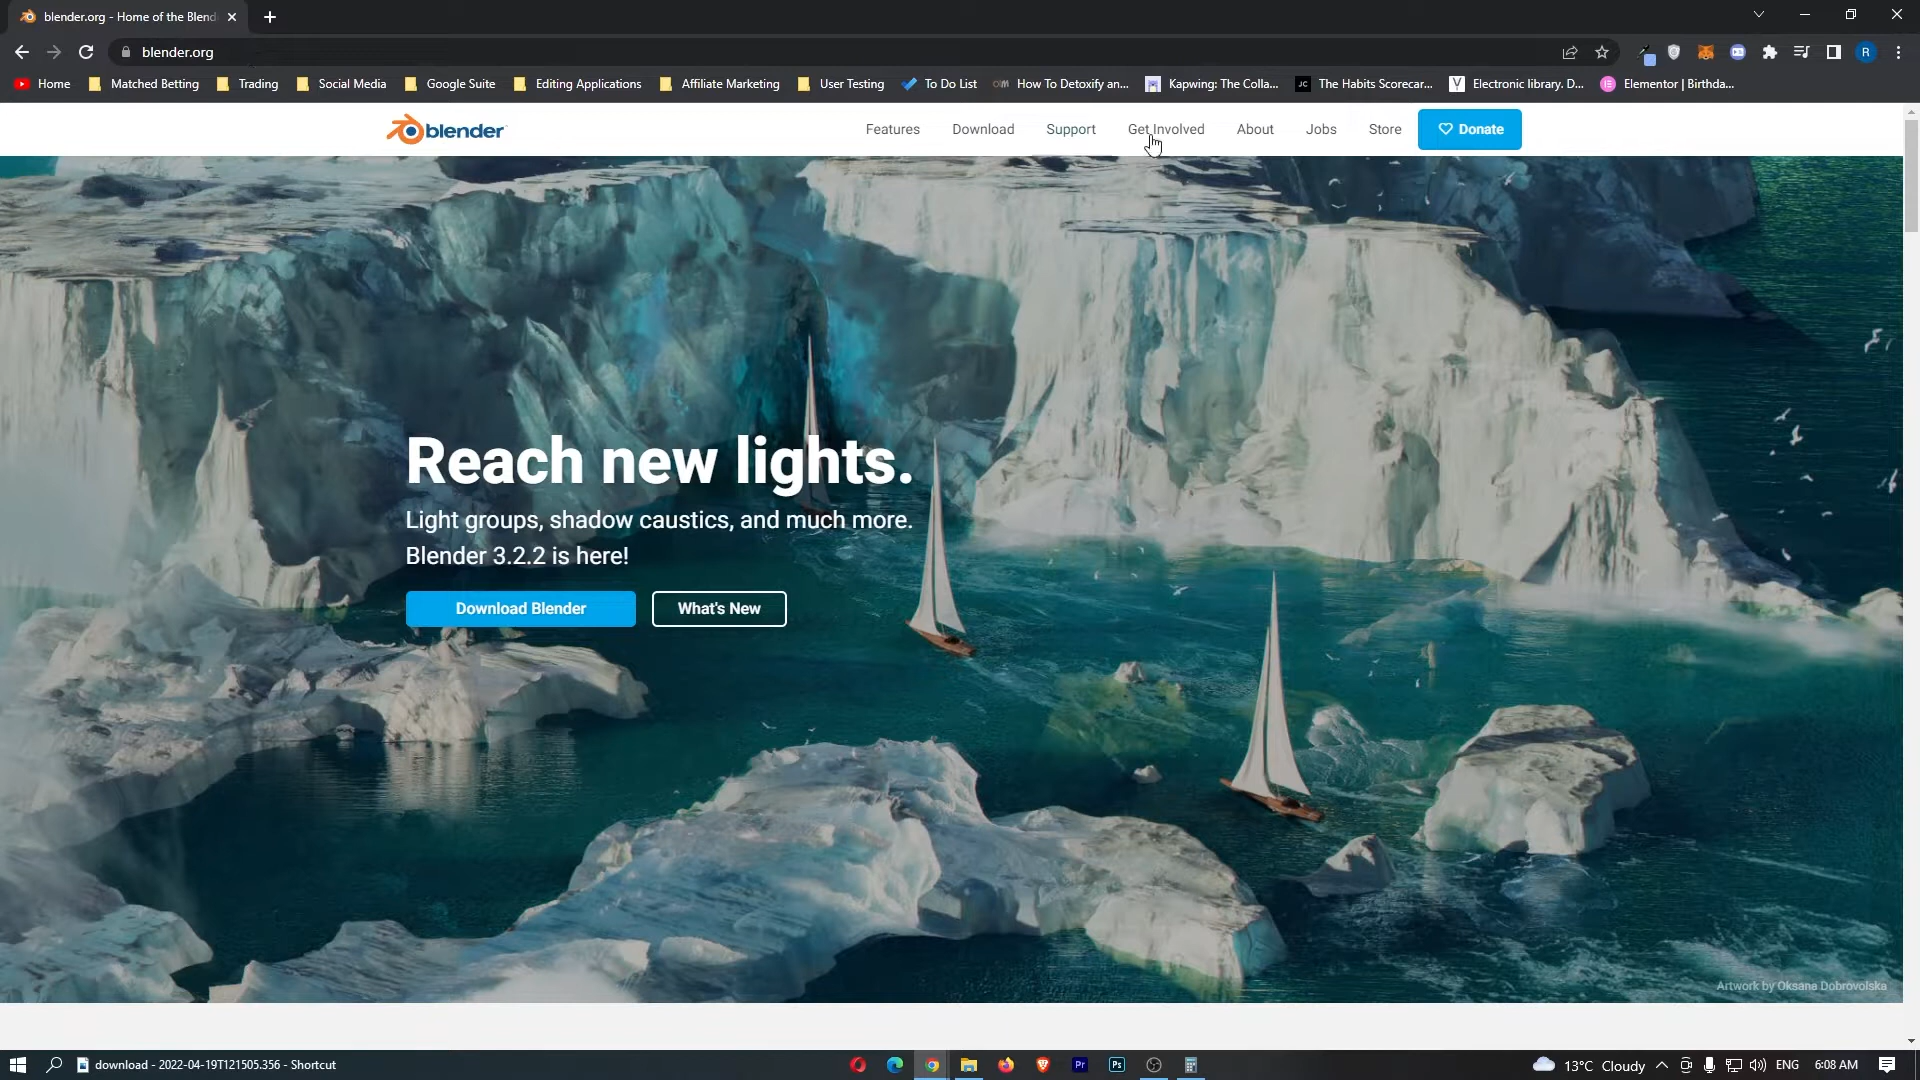 blender.org - Home of the Blend
blender.org
Home
Matched Betting
Trading
Social Media
Google Suite
Editing Applications
Affiliate Marketing
User Testing
To Do List
How To Detoxify an...
Kapwing: The Colla...
JC
The Habits Scorecar...
Electronic library. D...
Elementor | Birthda...
R
blender
Features
Download
Support
Get Involved
About
Jobs
Store
Donate
Reach new lights.
Light groups, shadow caustics, and much more.
Blender 3.2.2 is here!
Download Blender
What's New
Artwork by Oksana Dobrovolska
download - 2022-04-19T121505.356 - Shortcut
Pr
Ps
13°C Cloudy
ENG
6:08 AM